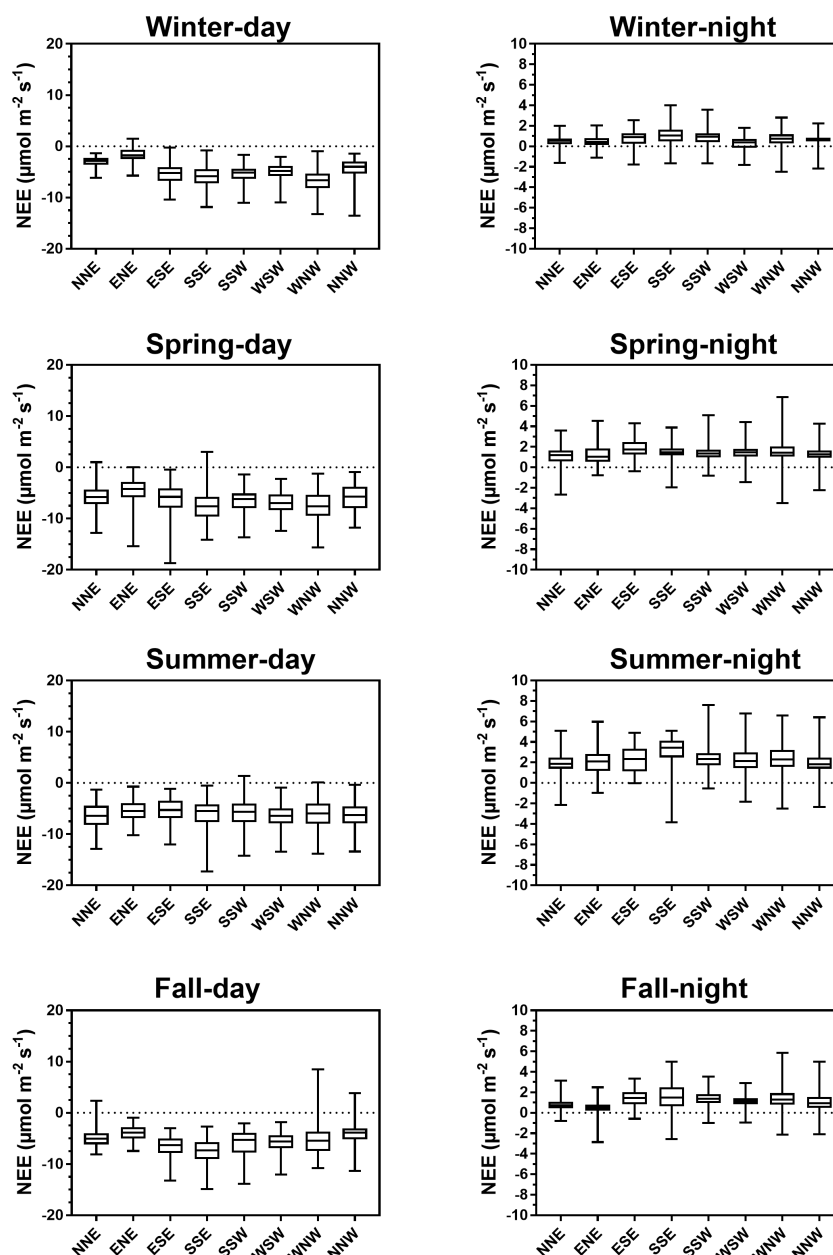 Winter-day
NEE (µmol m⁻² s⁻¹)
20
10
0
-10
-20
NNE ENE ESE SSE SSW WSW WNW NNW
Winter-night
NEE (µmol m⁻² s⁻¹)
10
8
6
4
2
0
-2
-4
-6
-8
-10
NNE ENE ESE SSE SSW WSW WNW NNW
Spring-day
NEE (µmol m⁻² s⁻¹)
20
10
0
-10
-20
NNE ENE ESE SSE SSW WSW WNW NNW
Spring-night
NEE (µmol m⁻² s⁻¹)
10
8
6
4
2
0
-2
-4
-6
-8
-10
NNE ENE ESE SSE SSW WSW WNW NNW
Summer-day
NEE (µmol m⁻² s⁻¹)
20
10
0
-10
-20
NNE ENE ESE SSE SSW WSW WNW NNW
Summer-night
NEE (µmol m⁻² s⁻¹)
10
8
6
4
2
0
-2
-4
-6
-8
-10
NNE ENE ESE SSE SSW WSW WNW NNW
Fall-day
NEE (µmol m⁻² s⁻¹)
20
10
0
-10
-20
NNE ENE ESE SSE SSW WSW WNW NNW
Fall-night
NEE (µmol m⁻² s⁻¹)
10
8
6
4
2
0
-2
-4
-6
-8
-10
NNE ENE ESE SSE SSW WSW WNW NNW